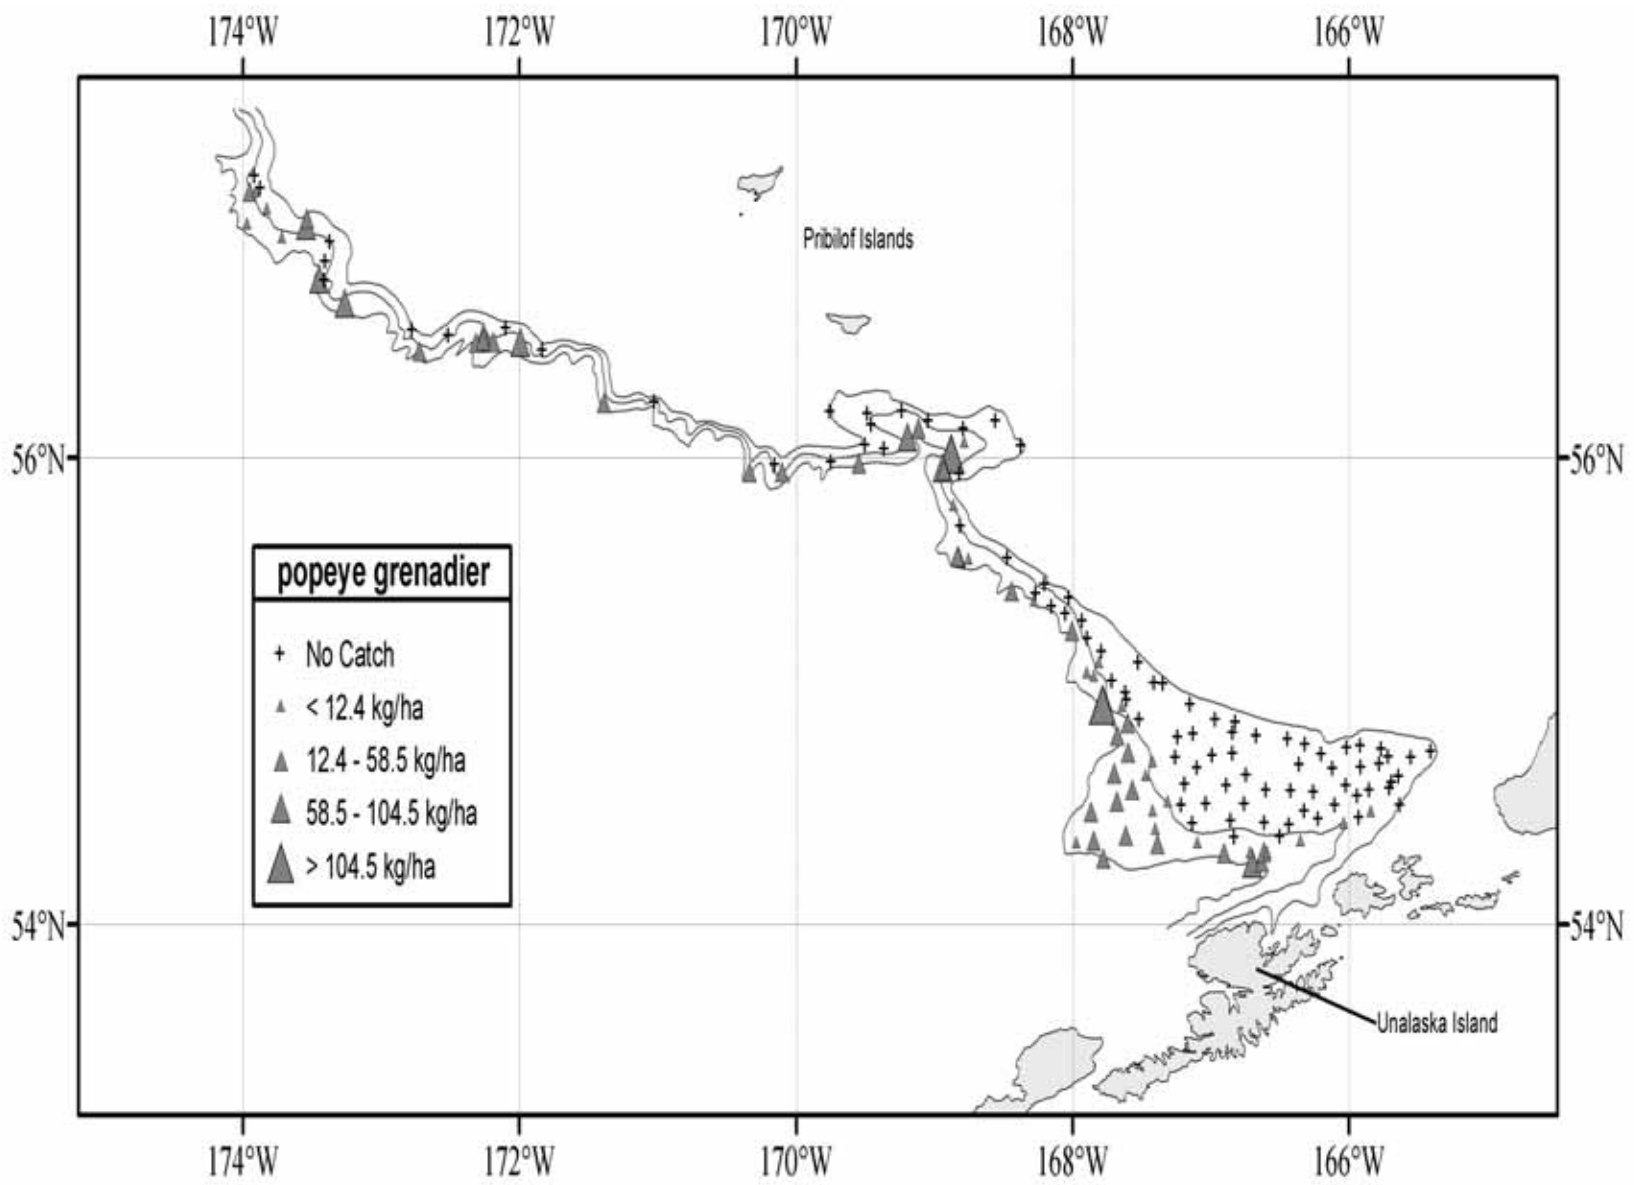 174°W 172°W 170°W 168°W 166°W
Pribilof Islands
56°N 56°N
popeye grenadier
No Catch
< 12.4 kg/ha
12.4 - 58.5 kg/ha
58.5 - 104.5 kg/ha
> 104.5 kg/ha
54°N 54°N
Unalaska Island
174°W 172°W 170°W 168°W 166°W